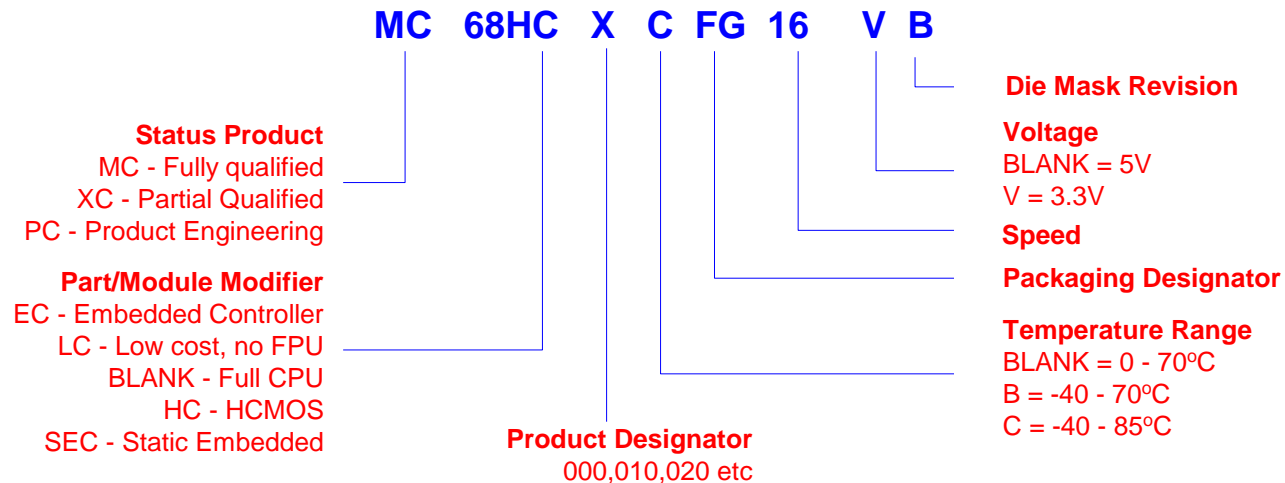 MC 68HC X C FG 16 V B
Status Product
MC - Fully qualified
XC - Partial Qualified
PC - Product Engineering
Part/Module Modifier
EC - Embedded Controller
LC - Low cost, no FPU
BLANK - Full CPU
HC - HCMOS
SEC - Static Embedded
Product Designator
000,010,020 etc
Die Mask Revision
Voltage
BLANK = 5V
V = 3.3V
Speed
Packaging Designator
Temperature Range
BLANK = 0 - 70ºC
B = -40 - 70ºC
C = -40 - 85ºC